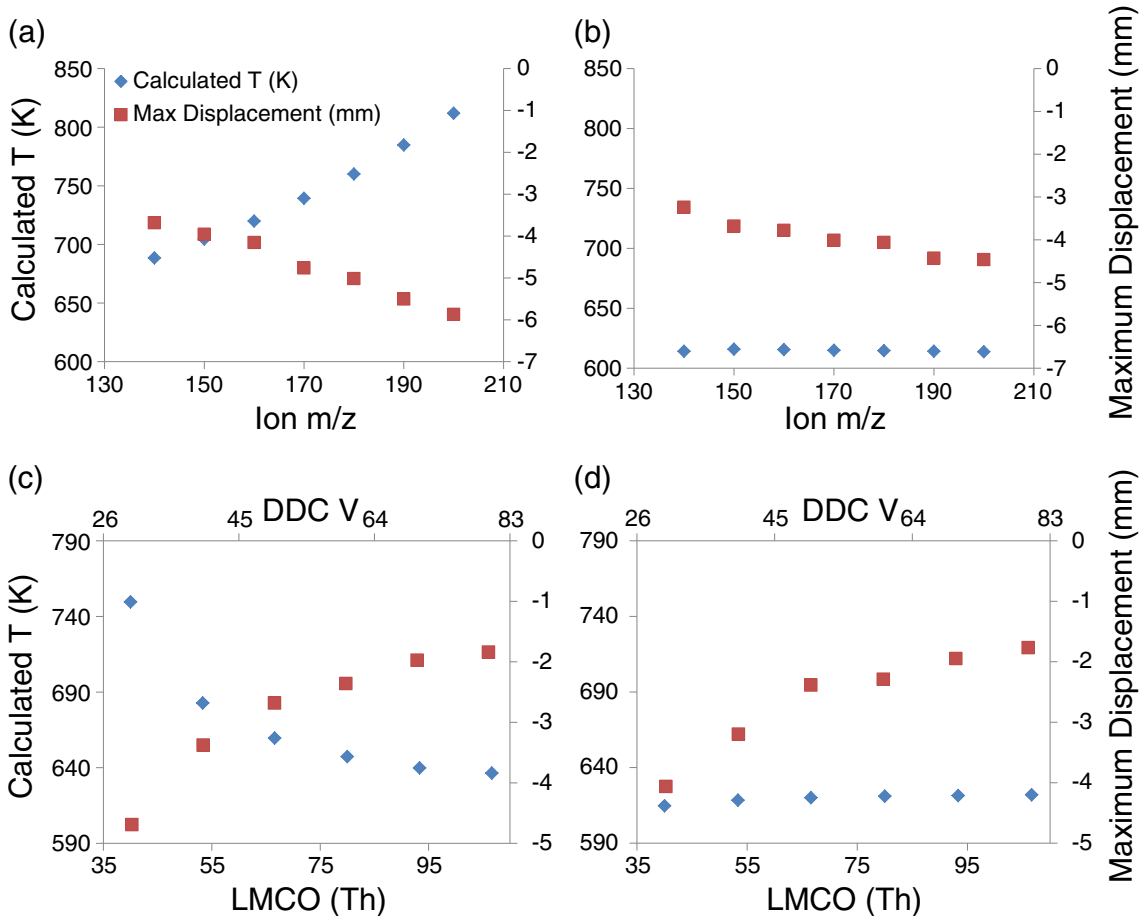 (a)
850
800
750
700
650
600
Calculated T (K)
Calculated T (K)
Max Displacement (mm)
0
-1
-2
-3
-4
-5
-6
-7
130 150 170 190 210
Ion m/z
(b)
850
800
750
700
650
600
0
-1
-2
-3
-4
-5
-6
-7
Maximum Displacement (mm)
130 150 170 190 210
Ion m/z
(c)
DDC V
26 45 64 83
790
740
690
640
590
Calculated T (K)
0
-1
-2
-3
-4
-5
35 55 75 95
LMCO (Th)
(d)
DDC V
26 45 64 83
790
740
690
640
590
0
-1
-2
-3
-4
-5
Maximum Displacement (mm)
35 55 75 95
LMCO (Th)